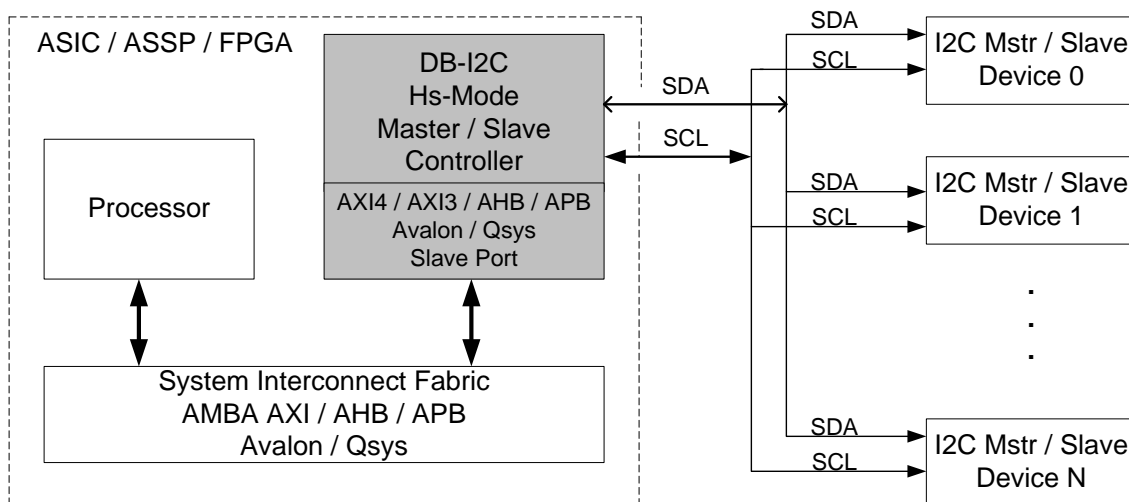 ASIC / ASSP / FPGA
DB-I2C
Hs-Mode
Master / Slave
Controller
AXI4 / AXI3 / AHB / APB
Avalon / Qsys
Slave Port
Processor
System Interconnect Fabric
AMBA AXI / AHB / APB
Avalon / Qsys
SDA
SCL
SDA
SCL
I2C Mstr / Slave
Device 0
SDA
SCL
I2C Mstr / Slave
Device 1
SDA
SCL
I2C Mstr / Slave
Device N